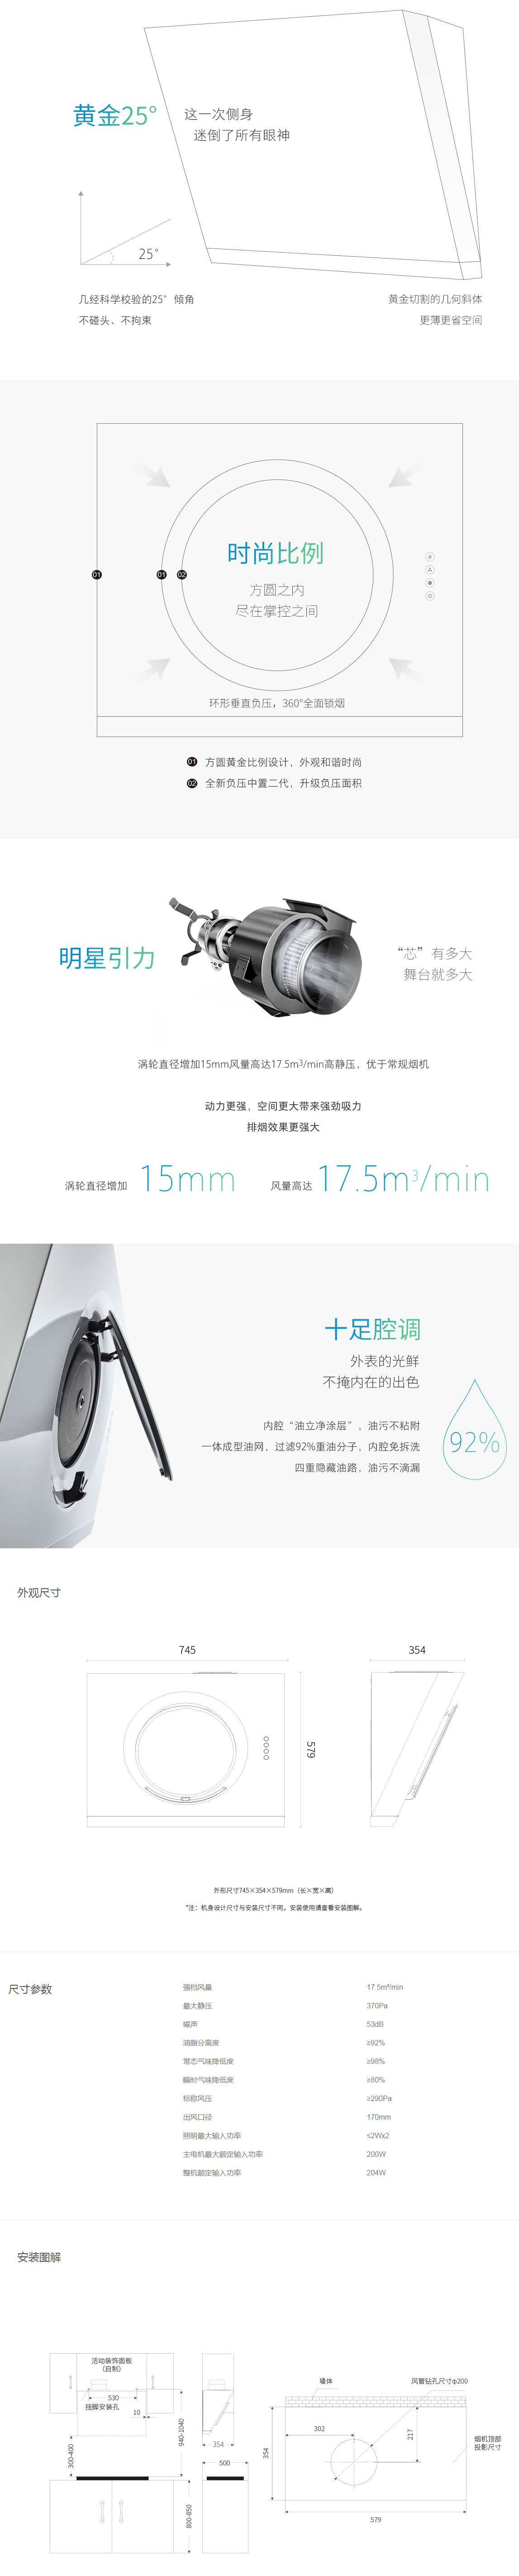 黄金25°
这一次侧身
迷倒了所有眼神
25°
几经科学校验的25°倾角
不碰头、不拘束
黄金切割的几何斜体
更薄更省空间
时尚比例
01
01
02
方圆之内
尽在掌控之间
环形垂直负压，360°全面锁烟
01 方圆黄金比例设计，外观和谐时尚
02 全新负压中置二代，升级负压面积
明星引力
“芯”有多大
舞台就多大
涡轮直径增加15mm风量高达17.5m³/min高静压，优于常规烟机
动力更强，空间更大带来强劲吸力
排烟效果更强大
涡轮直径增加 15mm
风量高达 17.5m³/min
十足腔调
外表的光鲜
不掩内在的出色
内腔“油立净涂层”，油污不粘附
一体成型油网，过滤92%重油分子，内腔免拆洗
四重隐藏油路，油污不滴漏
92%
外观尺寸
745
354
579
外形尺寸745×354×579mm（长×宽×高）
*注：机身设计尺寸与安装尺寸不同，安装使用请查看安装图解。
尺寸参数
强档风量 17.5m³/min
最大静压 370Pa
噪声 53dB
油脂分离度 ≥92%
常态气味降低度 ≥98%
瞬时气味降低度 ≥80%
标称风压 ≥290Pa
出风口径 170mm
照明最大输入功率 ≤2Wx2
主电机最大额定输入功率 200W
整机额定输入功率 204W
安装图解
活动装饰面板
（自制）
530
挂脚安装孔
10
300-400
940-1040
800-850
354
500
墙体
风管钻孔尺寸ф200
302
217
354
烟机顶部
投影尺寸
579